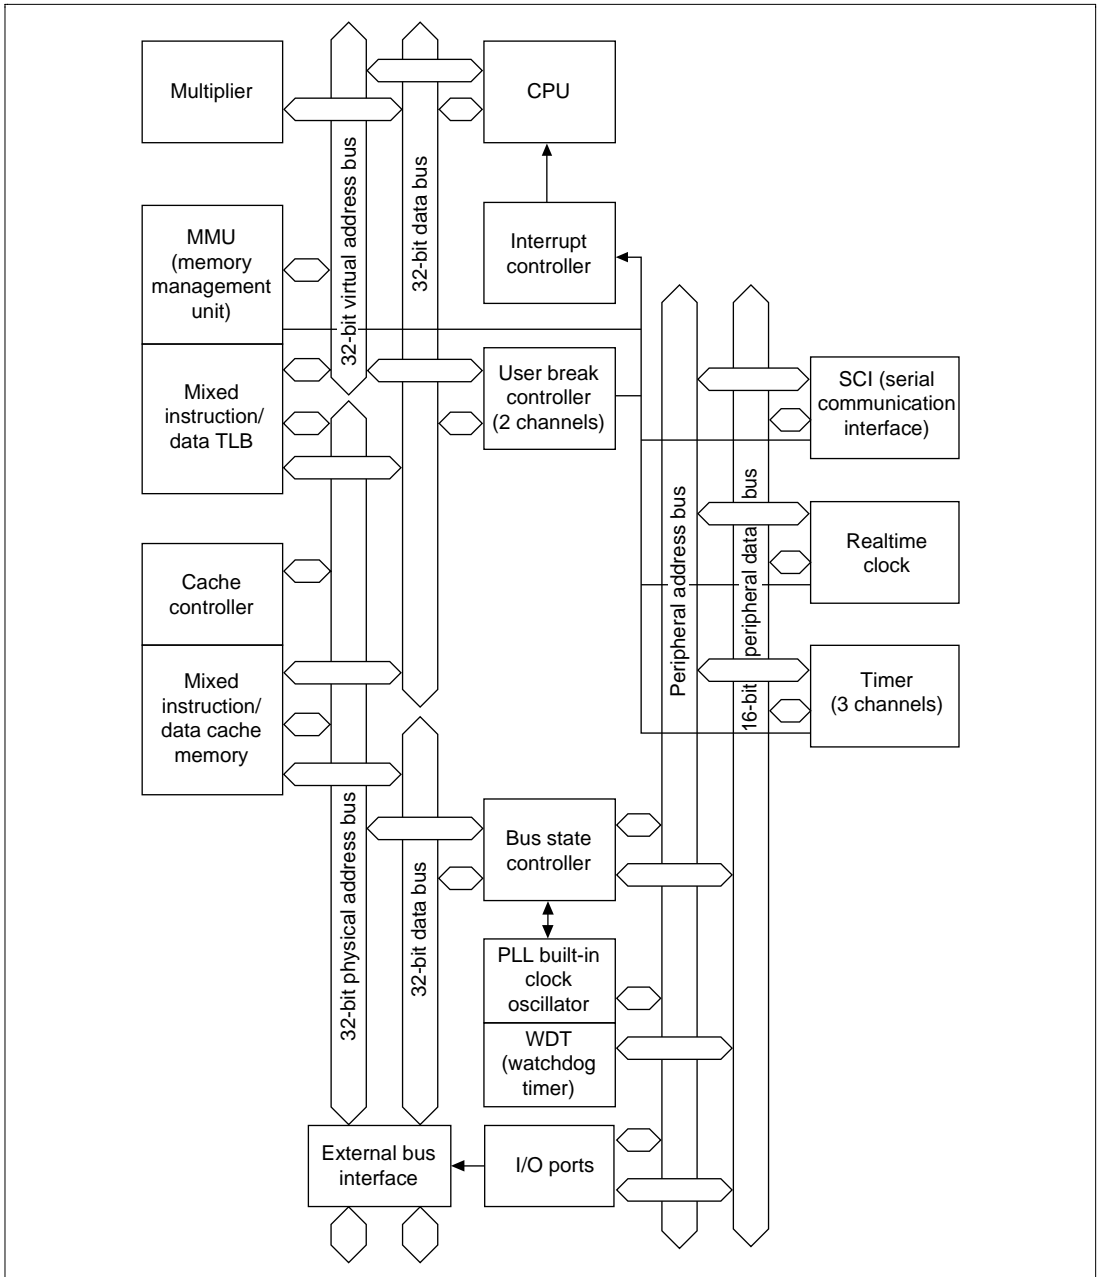 Multiplier
CPU
32-bit virtual address bus
32-bit data bus
MMU
(memory
management
unit)
Interrupt
controller
Mixed
instruction/
data TLB
User break
controller
(2 channels)
SCI (serial
communication
interface)
Peripheral address bus
16-bit peripheral data bus
Realtime
clock
Cache
controller
Mixed
instruction/
data cache
memory
Timer
(3 channels)
32-bit physical address bus
32-bit data bus
Bus state
controller
PLL built-in
clock
oscillator
WDT
(watchdog
timer)
External bus
interface
I/O ports